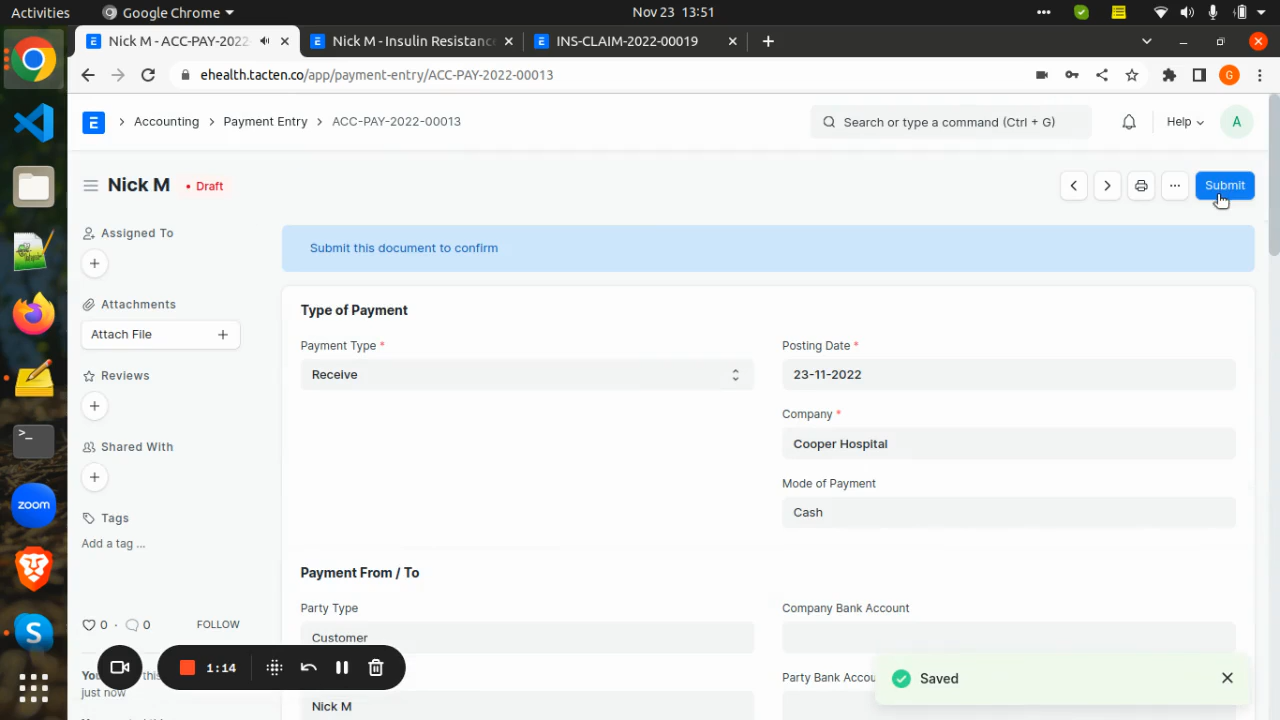 Activities
Google Chrome
Nov 23 13:51
Nick M - ACC-PAY-2022
Nick M - Insulin Resistance
INS-CLAIM-2022-00019
ehealth.tacten.co/app/payment-entry/ACC-PAY-2022-00013
G
E
Accounting
Payment Entry
ACC-PAY-2022-00013
Search or type a command (Ctrl + G)
Help
A
Nick M
Draft
Submit
Assigned To
Submit this document to confirm
Attachments
Attach File
Type of Payment
Payment Type *
Receive
Posting Date *
23-11-2022
Reviews
Company *
Cooper Hospital
Shared With
Mode of Payment
Cash
Tags
Add a tag ...
Payment From / To
Party Type
Customer
Company Bank Account
0 · 0
FOLLOW
zoom
1:14
Saved
just now
Nick M